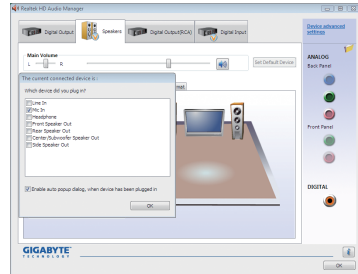 Realtek HD Audio Manager
Digital Output
Speakers
Digital Output(RCA)
Digital Input
Device advanced settings
Main Volume
L
R
Set Default Device
ANALOG
Back Panel
The current connected device is :
Which device did you plug in?
Line In
Mic In
Headphone
Front Speaker Out
Rear Speaker Out
Center/Subwoofer Speaker Out
Side Speaker Out
Enable auto popup dialog, when device has been plugged in
OK
Front Panel
DIGITAL
GIGABYTE
TECHNOLOGY
OK